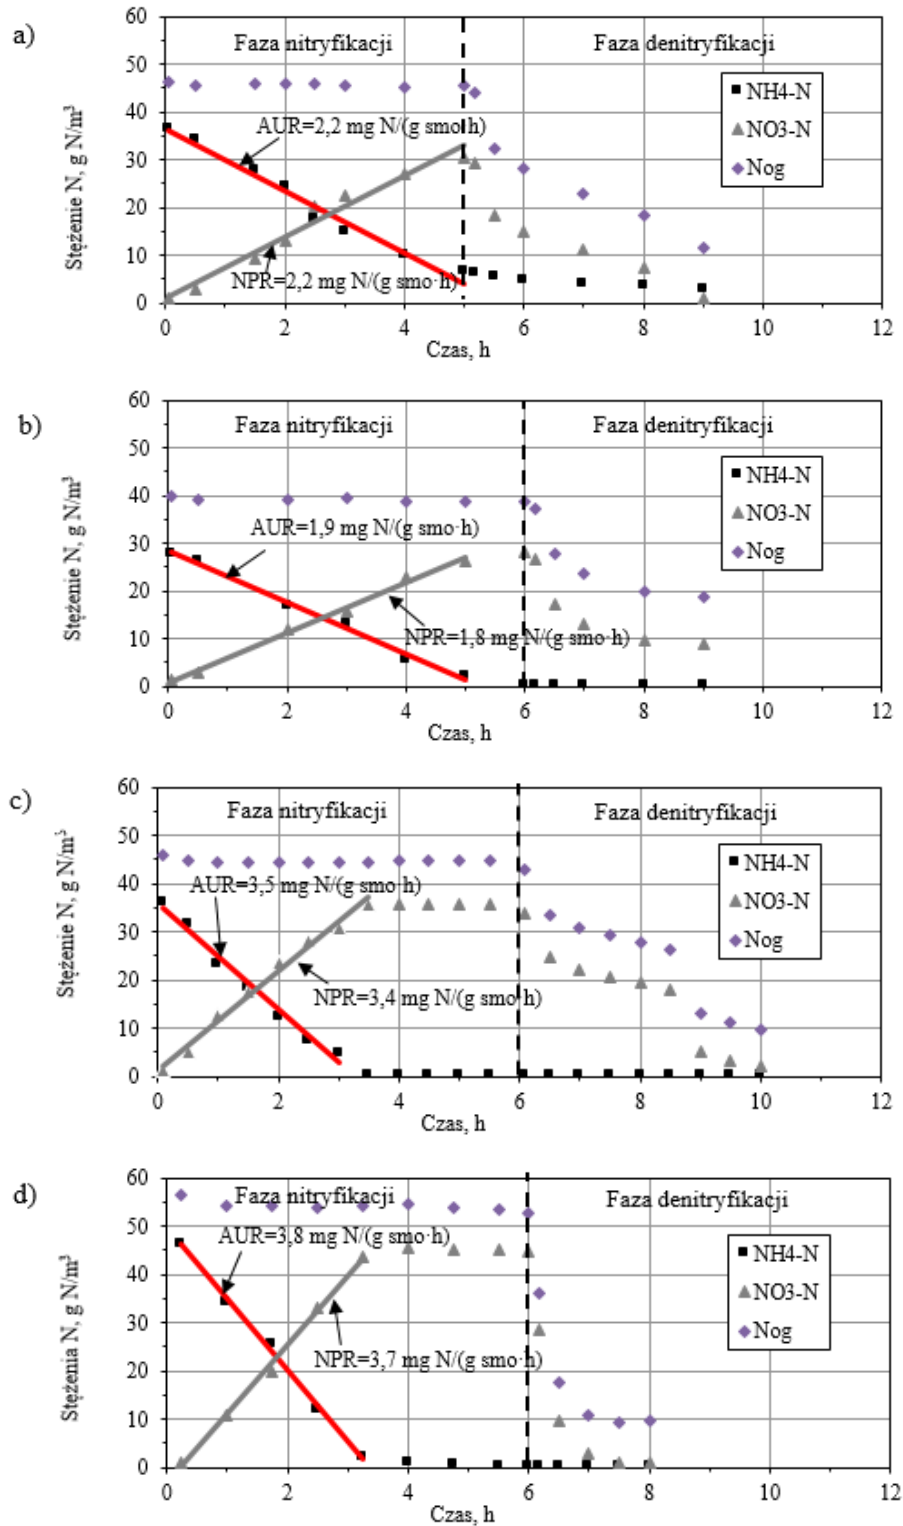 a)
60
50
40
30
20
10
0
Stężenie N, g N/m³
Faza nitryfikacji
Faza denitryfikacji
NH4-N
NO3-N
Nog
AUR=2,2 mg N/(g smo·h)
NPR=2,2 mg N/(g smo·h)
0 2 4 6 8 10 12
Czas, h
b)
60
50
40
30
20
10
0
Stężenie N, g N/m³
Faza nitryfikacji
Faza denitryfikacji
NH4-N
NO3-N
Nog
AUR=1,9 mg N/(g smo·h)
NPR=1,8 mg N/(g smo·h)
0 2 4 6 8 10 12
Czas, h
c)
60
50
40
30
20
10
0
Stężenie N, g N/m³
Faza nitryfikacji
Faza denitryfikacji
NH4-N
NO3-N
Nog
AUR=3,5 mg N/(g smo·h)
NPR=3,4 mg N/(g smo·h)
0 2 4 6 8 10 12
Czas, h
d)
60
50
40
30
20
10
0
Stężenia N, g N/m³
Faza nitryfikacji
Faza denitryfikacji
AUR=3,8 mg N/(g smo·h)
NH4-N
NO3-N
Nog
NPR=3,7 mg N/(g smo·h)
0 2 4 6 8 10 12
Czas, h